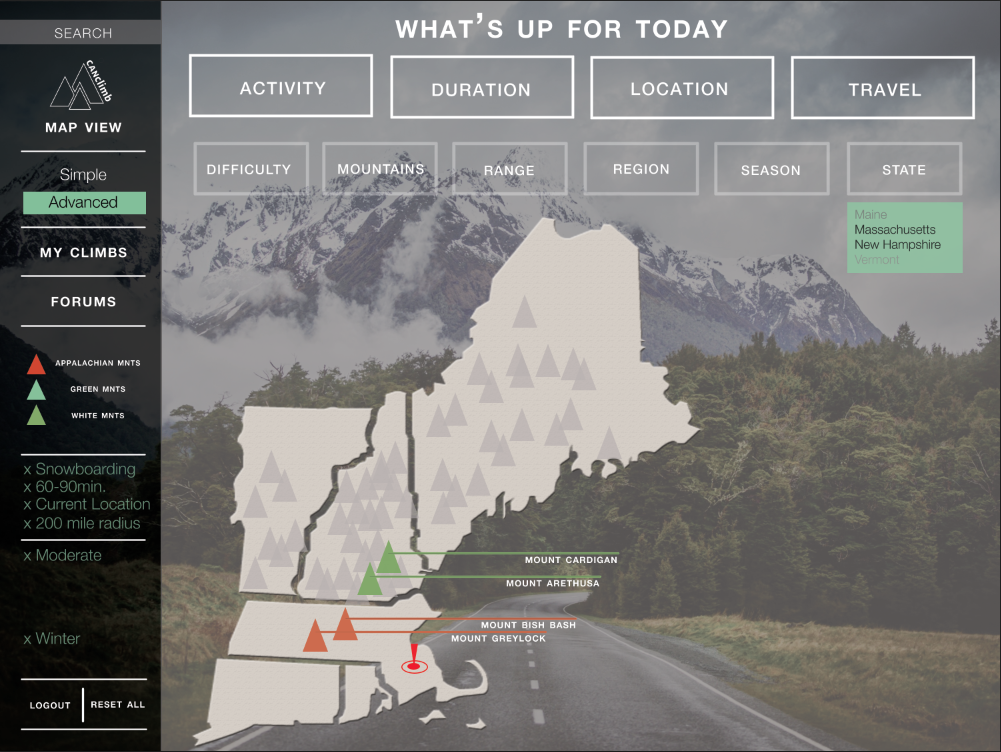 SEARCH
CANclimb
MAP VIEW
Simple
Advanced
MY CLIMBS
FORUMS
APPALACHIAN MNTS
GREEN MNTS
WHITE MNTS
x Snowboarding
x 60-90min.
x Current Location
x 200 mile radius
x Moderate
x Winter
LOGOUT
RESET ALL
WHAT'S UP FOR TODAY
ACTIVITY
DURATION
LOCATION
TRAVEL
DIFFICULTY
MOUNTAINS
RANGE
REGION
SEASON
STATE
Maine
Massachusetts
New Hampshire
Vermont
MOUNT CARDIGAN
MOUNT ARETHUSA
MOUNT BISH BASH
MOUNT GREYLOCK